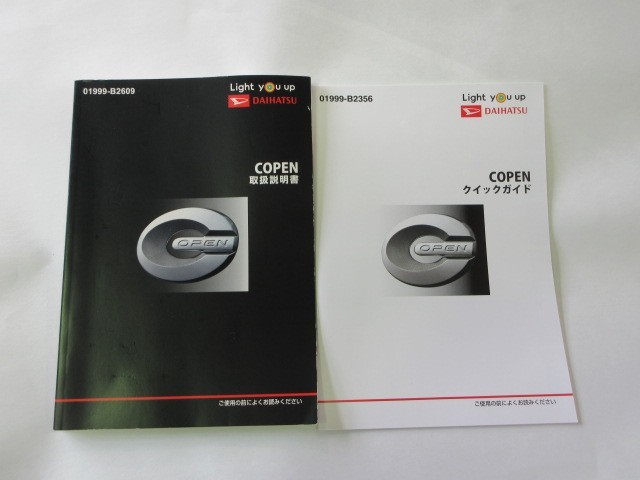 01999-B2609
Light you up
DAIHATSU
COPEN
取扱説明書
OPEN
ご使用の前によくお読みください
01999-B2356
Light you up
DAIHATSU
COPEN
クイックガイド
OPEN
ご使用の前によくお読みください